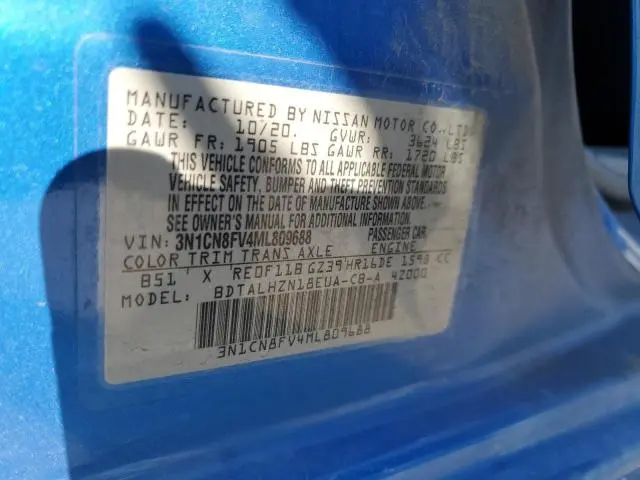 MANUFACTURED BY NISSAN MOTOR CO.,LTD.
DATE: 10/20. GVWR: 3624 LBS
GAWR FR: 1905 LBS GAWR RR: 1720 LBS
THIS VEHICLE CONFORMS TO ALL APPLICABLE FEDERAL MOTOR
VEHICLE SAFETY, BUMPER AND THEFT PREVENTION STANDARDS
IN EFFECT ON THE DATE OF MANUFACTURE SHOWN ABOVE.
SEE OWNER'S MANUAL FOR ADDITIONAL INFORMATION.
VIN: 3N1CN8FV4ML809688 PASSENGER CAR
COLOR TRIM TRANS AXLE ENGINE
B51 X RE0F11B GZ39 HR16DE 1598 CC
MODEL: BDTALHZN18EUA-CB-A 42000
3N1CN8FV4ML809688